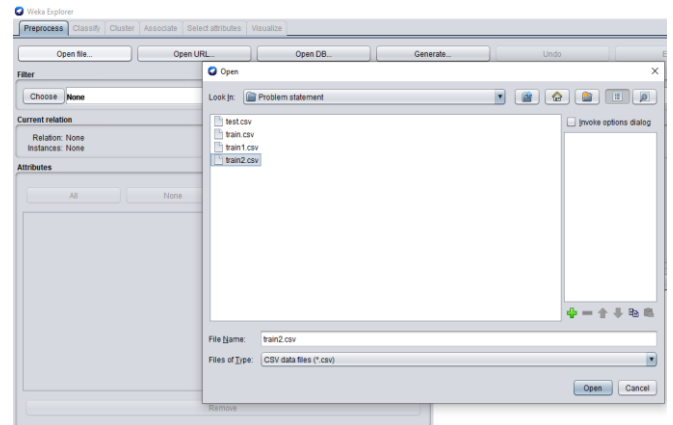 Weka Explorer
Preprocess Classify Cluster Associate Select attributes Visualize
Open file... Open URL... Open DB... Generate... Undo
Filter
Choose None
Current relation
Relation: None
Instances: None
Attributes
All None
Remove
Open
Look In: Problem statement
test.csv
train.csv
train1.csv
train2.csv
Invoke options dialog
File Name: train2.csv
Files of Type: CSV data files (*.csv)
Open Cancel